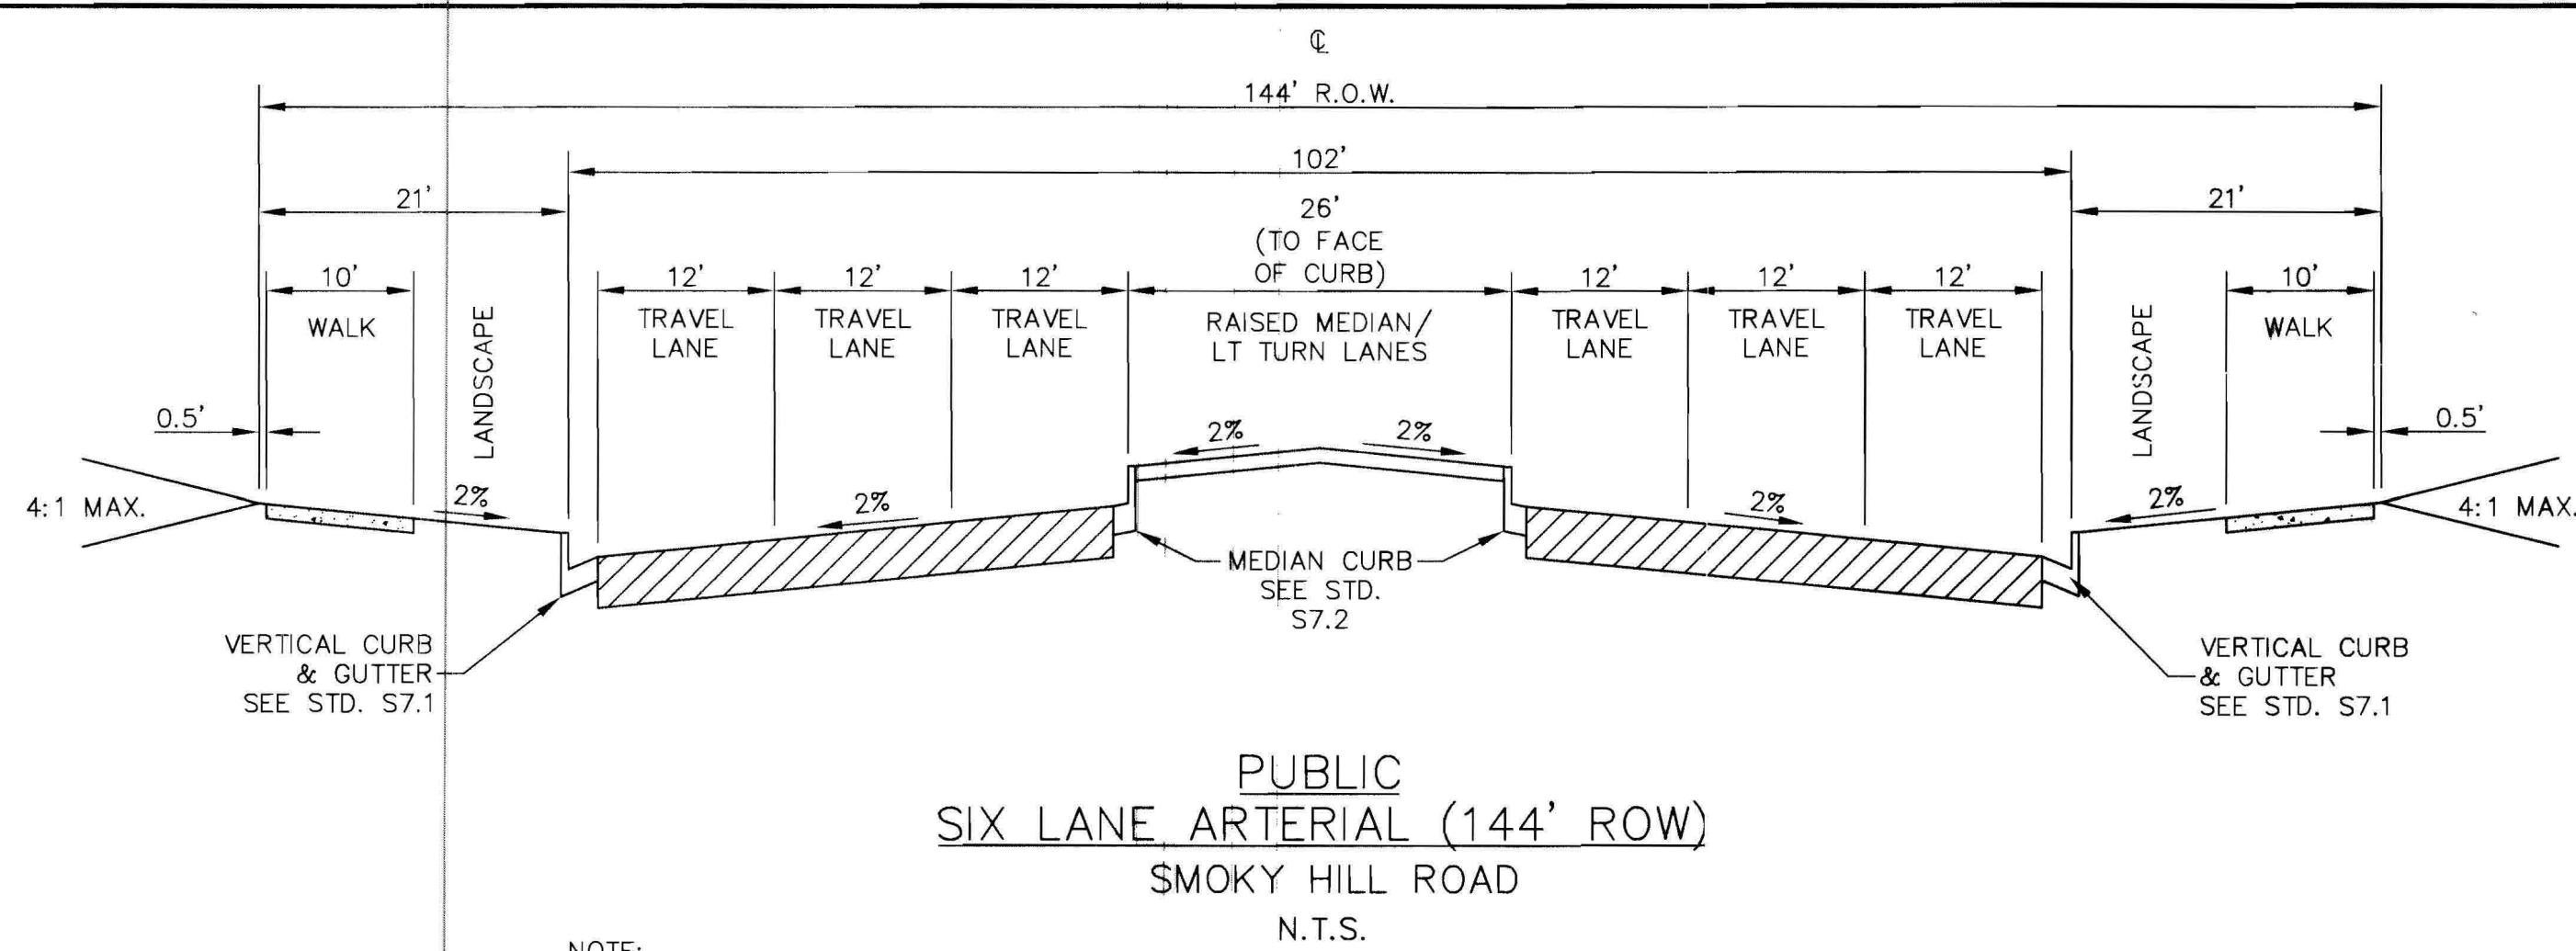 ℄
144' R.O.W.
102'
21'
26'
21'
(TO FACE
OF CURB)
10'
12'
12'
12'
12'
12'
12'
10'
WALK
LANDSCAPE
TRAVEL
LANE
TRAVEL
LANE
TRAVEL
LANE
RAISED MEDIAN/
LT TURN LANES
TRAVEL
LANE
TRAVEL
LANE
TRAVEL
LANE
LANDSCAPE
WALK
0.5'
0.5'
2%
2%
4:1 MAX.
2%
2%
2%
2%
4:1 MAX.
MEDIAN CURB
SEE STD.
S7.2
VERTICAL CURB
& GUTTER
SEE STD. S7.1
VERTICAL CURB
& GUTTER
SEE STD. S7.1
PUBLIC
SIX LANE ARTERIAL (144' ROW)
SMOKY HILL ROAD
N.T.S.
NOTE: